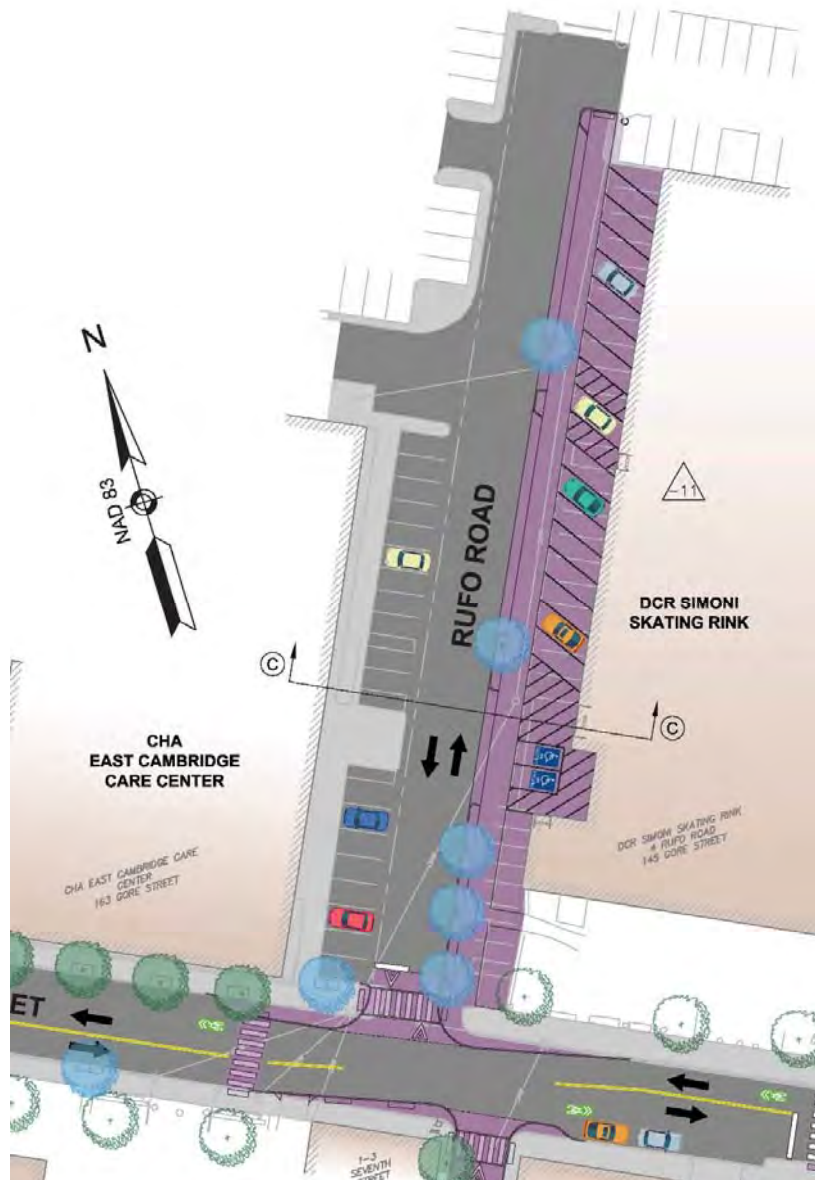 N
NAD 83
RUFO ROAD
-11
DCR SIMONI
SKATING RINK
C
C
CHA
EAST CAMBRIDGE
CARE CENTER
DCR SIMONI SKATING RINK
4 RUFO ROAD
145 GORE STREET
CHA EAST CAMBRIDGE CARE
CENTER
163 GORE STREET
ET
1-3
SEVENTH
STREET